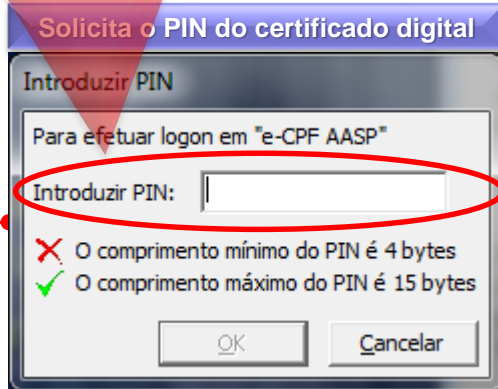 Solicita o PIN do certificado digital
Introduzir PIN
Para efetuar logon em "e-CPF AASP"
Introduzir PIN:
O comprimento mínimo do PIN é 4 bytes
O comprimento máximo do PIN é 15 bytes
OK Cancelar